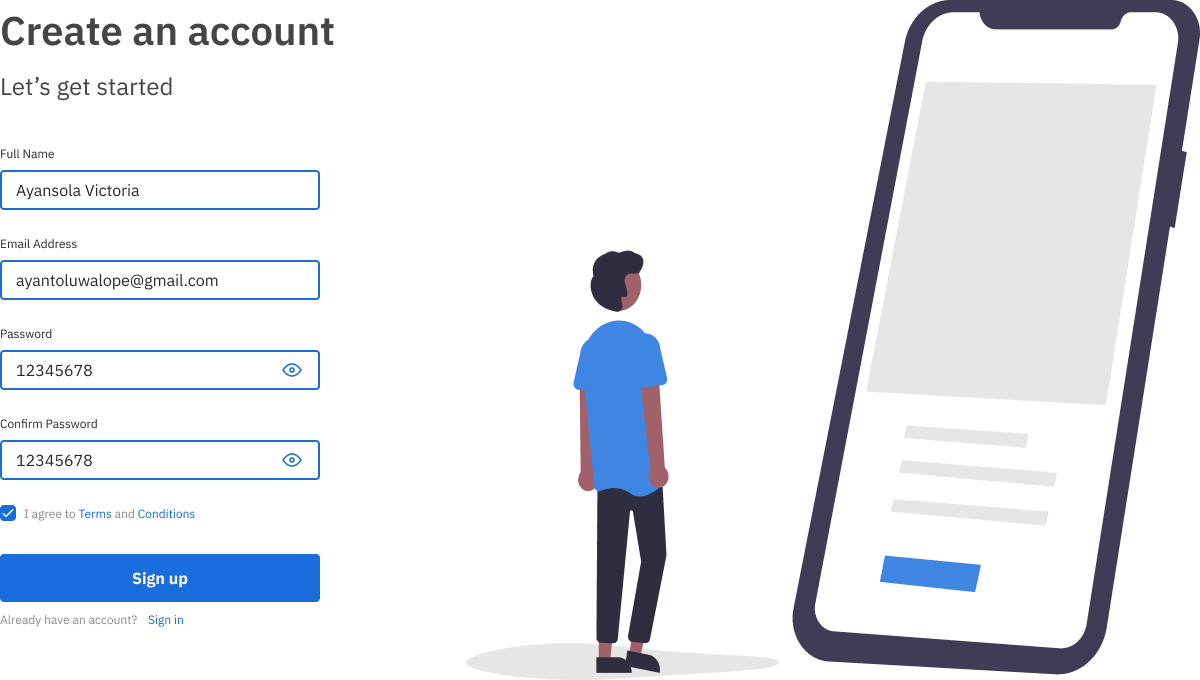 Create an account
Let’s get started
Full Name
Ayansola Victoria
Email Address
ayantoluwalope@gmail.com
Password
12345678
Confirm Password
12345678
I agree to Terms and Conditions
Sign up
Already have an account? Sign in